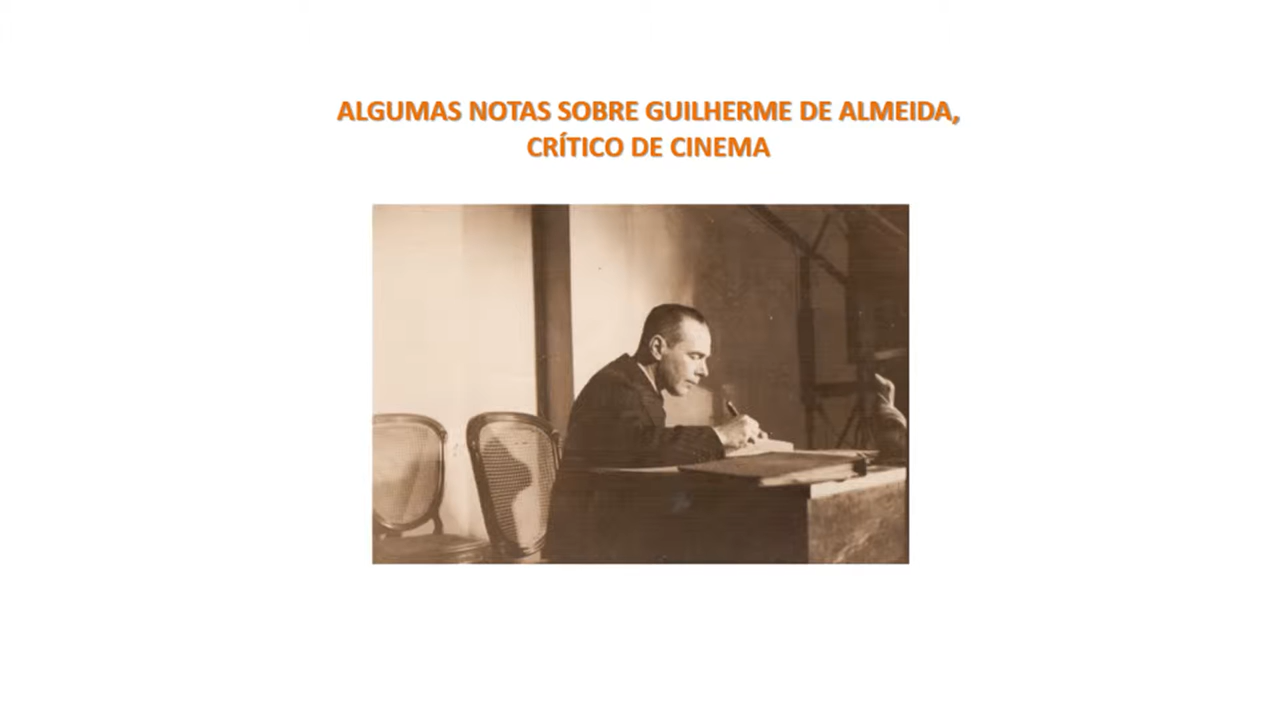 ALGUMAS NOTAS SOBRE GUILHERME DE ALMEIDA,
CRÍTICO DE CINEMA